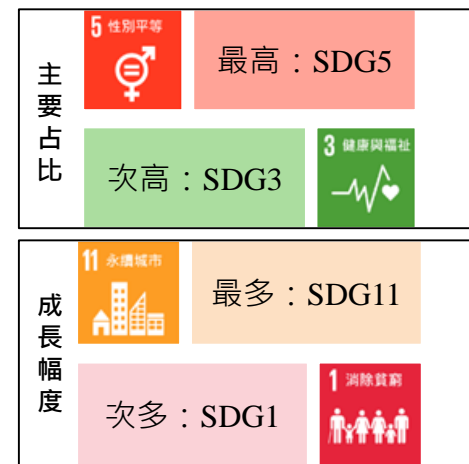 主要占比
5 性別平等
最高：SDG5
次高：SDG3
3 健康與福祉
成長幅度
11 永續城市
最多：SDG11
次多：SDG1
1 消除貧窮